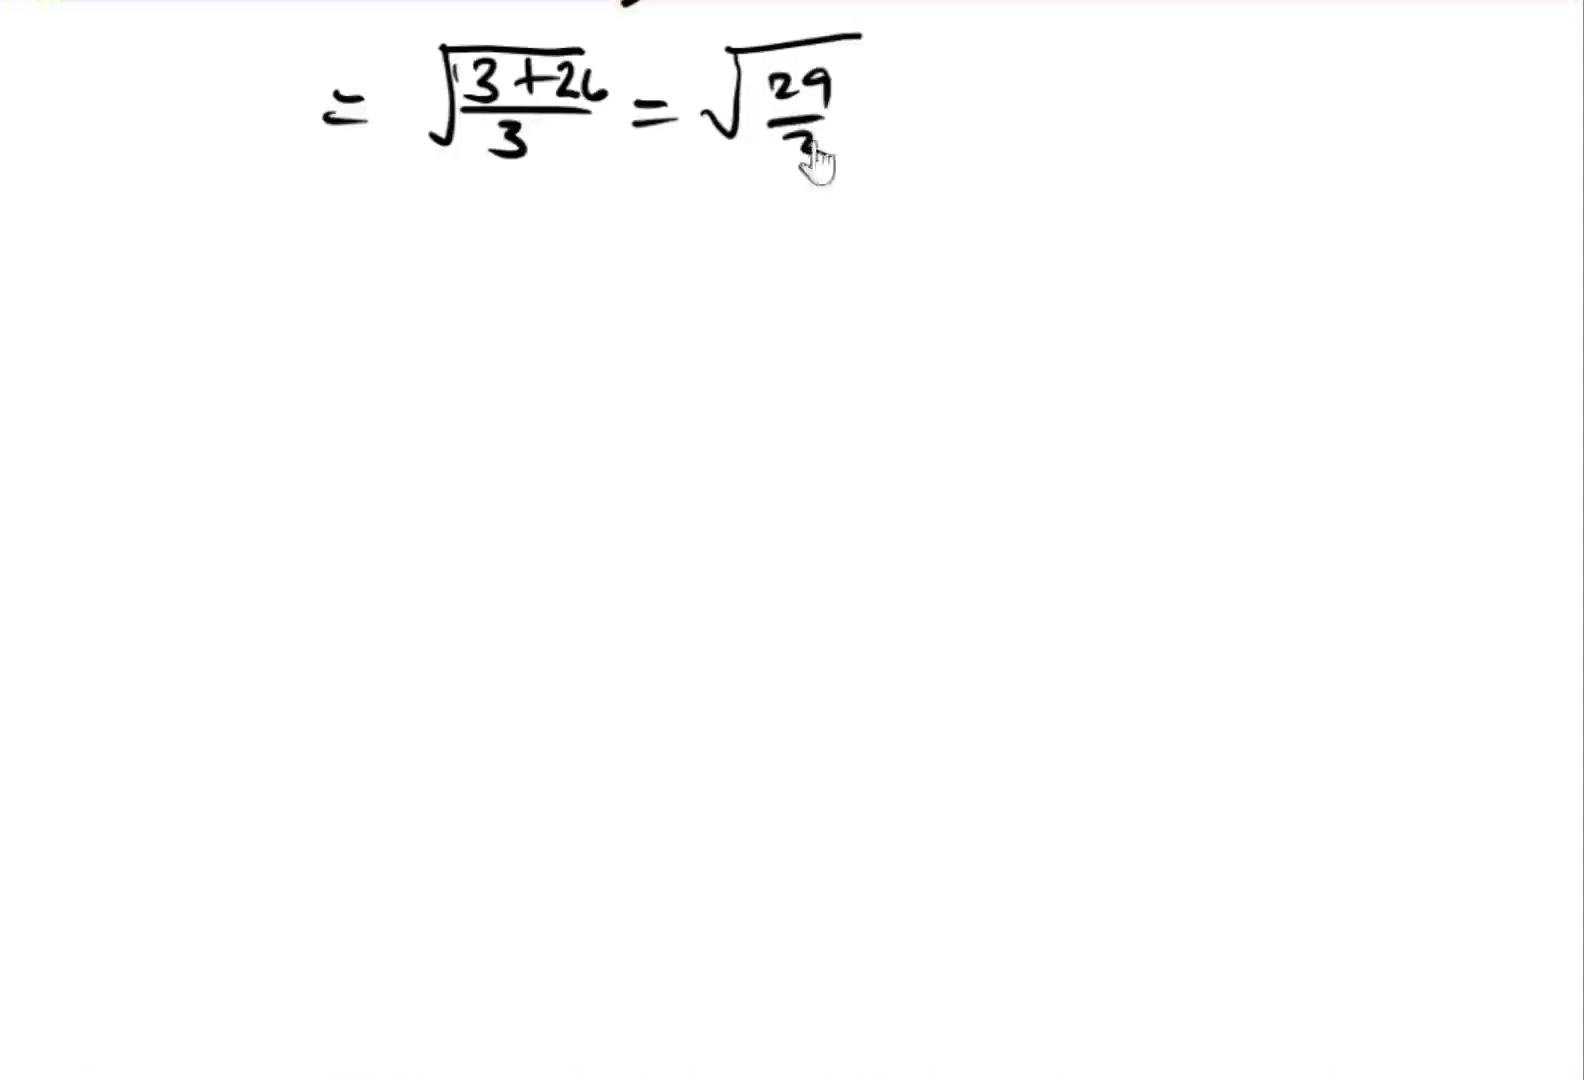 = √(3+26)/3 = √29/3